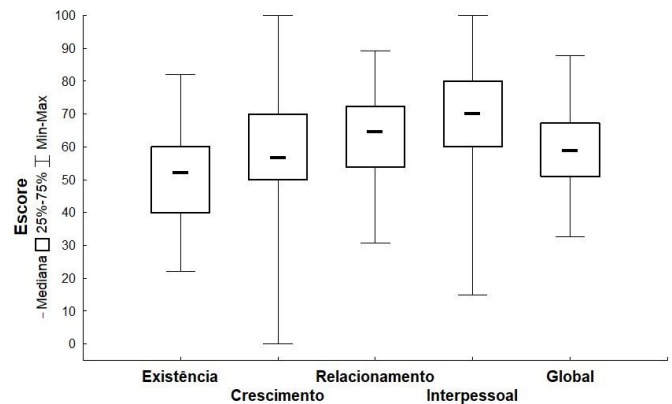 100
90
80
70
60
50
40
30
20
10
0
Escore
– Mediana 25%-75% Min-Max
Existência
Crescimento
Relacionamento
Interpessoal
Global